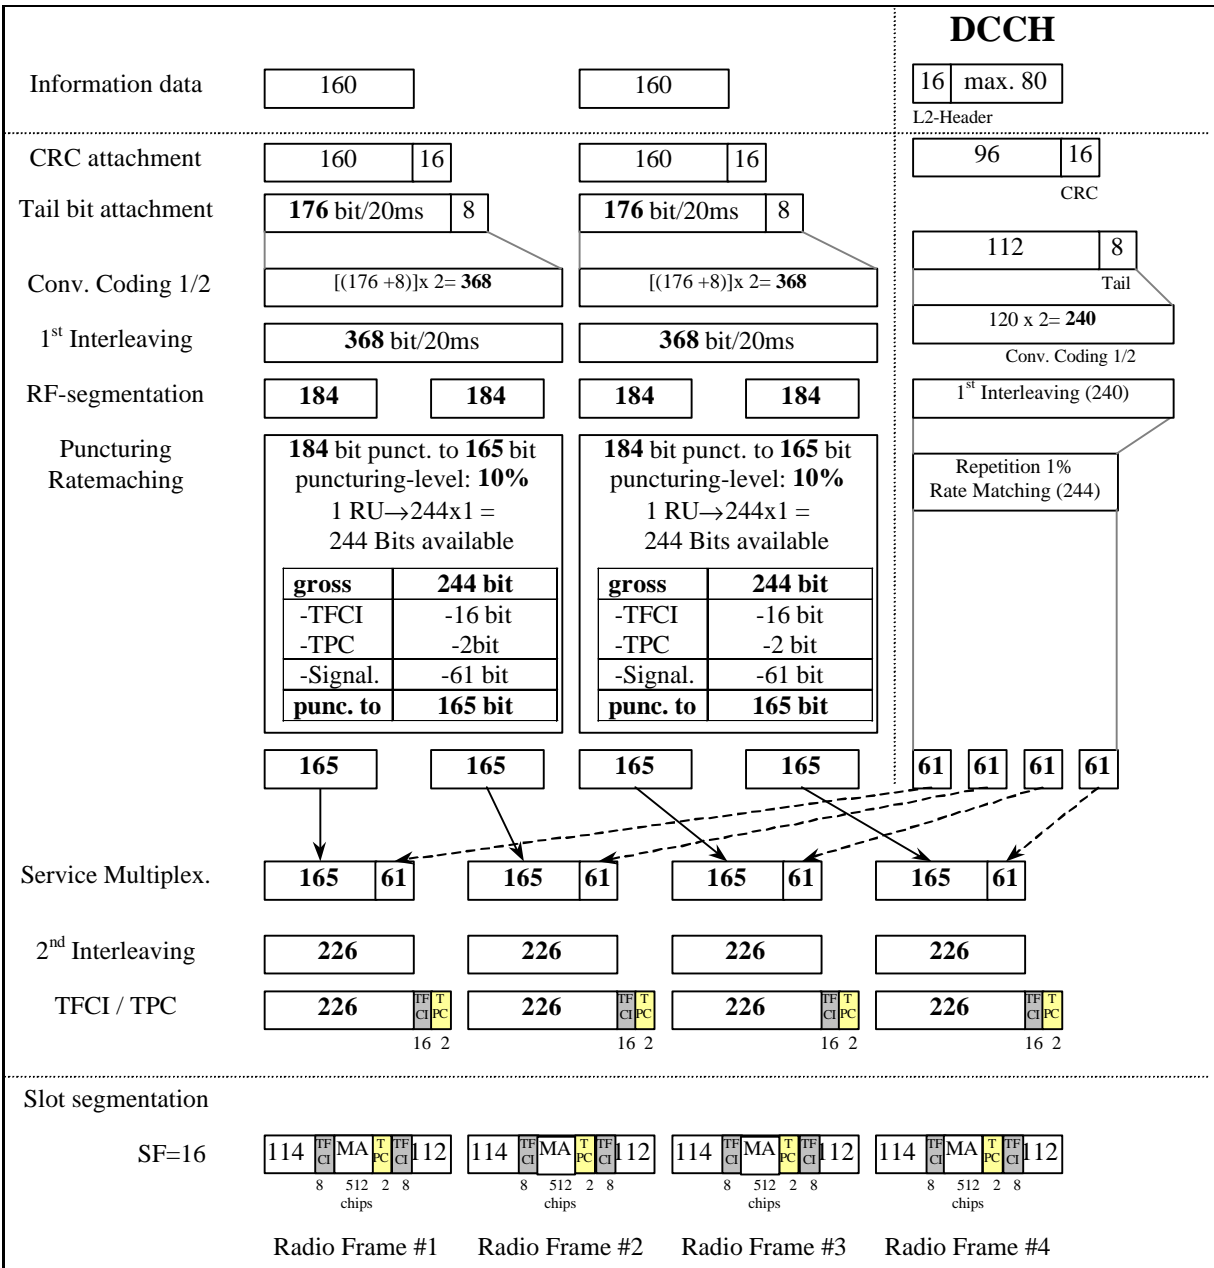 DCCH
Information data 160 160 16 max. 80
L2-Header
CRC attachment 160 16 160 16 96 16
CRC
Tail bit attachment 176 bit/20ms 8 176 bit/20ms 8
112 8
Tail
Conv. Coding 1/2 [(176 +8)]x 2= 368 [(176 +8)]x 2= 368
120 x 2= 240
Conv. Coding 1/2
1st Interleaving 368 bit/20ms 368 bit/20ms
RF-segmentation 184 184 184 184 1st Interleaving (240)
Puncturing
Ratemaching
184 bit punct. to 165 bit
puncturing-level: 10%
1 RU→244x1 =
244 Bits available
gross 244 bit
-TFCI -16 bit
-TPC -2bit
-Signal. -61 bit
punc. to 165 bit
184 bit punct. to 165 bit
puncturing-level: 10%
1 RU→244x1 =
244 Bits available
gross 244 bit
-TFCI -16 bit
-TPC -2 bit
-Signal. -61 bit
punc. to 165 bit
Repetition 1%
Rate Matching (244)
165 165 165 165 61 61 61 61
Service Multiplex. 165 61 165 61 165 61 165 61
2nd Interleaving 226 226 226 226
TFCI / TPC 226 TF CI T PC 226 TF CI T PC 226 TF CI T PC 226 TF CI T PC
16 2 16 2 16 2 16 2
Slot segmentation
SF=16 114 TF CI MA T PC TF CI 112 114 TF CI MA T PC TF CI 112 114 TF CI MA T PC TF CI 112 114 TF CI MA T PC TF CI 112
8 512 2 8 8 512 2 8 8 512 2 8 8 512 2 8
chips chips chips chips
Radio Frame #1 Radio Frame #2 Radio Frame #3 Radio Frame #4